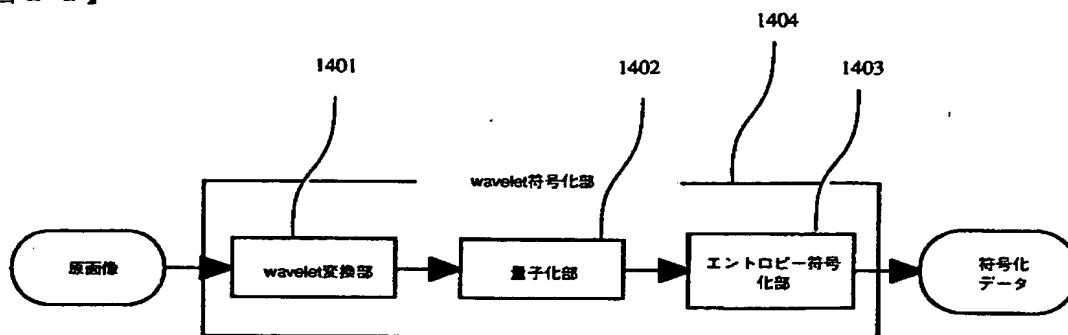 1404
1401
1402
1403
wavelet符号化部
原画像
wavelet変換部
量子化部
エントロピー符号
化部
符号化
データ